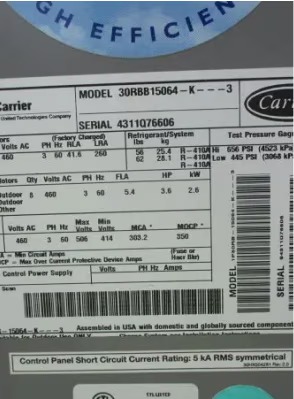 GH EFFICIEN
Carrier
MODEL 30RBB15064-K---3
United Technologies Company
SERIAL 4311Q76606
Carr
(Factory Charged) Refrigerant/System Test Pressure Gage
Volts AC PH Hz RLA LRA lbs kg
460 3 60 41.6 260 56 25.4 R-410A Hi 656 PSI (4523 kPa
62 28.1 R-410A Low 445 PSI (3068 kPa
Qty Volts AC PH Hz FLA HP kW
Outdoor 8 460 3 60 5.4 3.6 2.6
Outdoor
Other
Volts AC PH Hz Max Volts Min Volts MCA * MOCP *
460 3 60 506 414 303.2 350
= Min Circuit Amps (Fuse or
= Max Over Current Protective Device Amps Hacr Bkr)
Control Power Supply Volts PH Hz Amps
Scan
MODEL
SERIAL
-15064-K---3 Assembled in USA with domestic and globally sourced component
Control Panel Short Circuit Current Rating: 5 kA RMS symmetrical